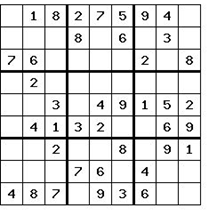 1 8 2 7 5 9 4
8 6 3
7 6 2 8
2
3 4 9 1 5 2
4 1 3 2 6 9
2 8 9 1
7 6 4
4 8 7 9 3 6